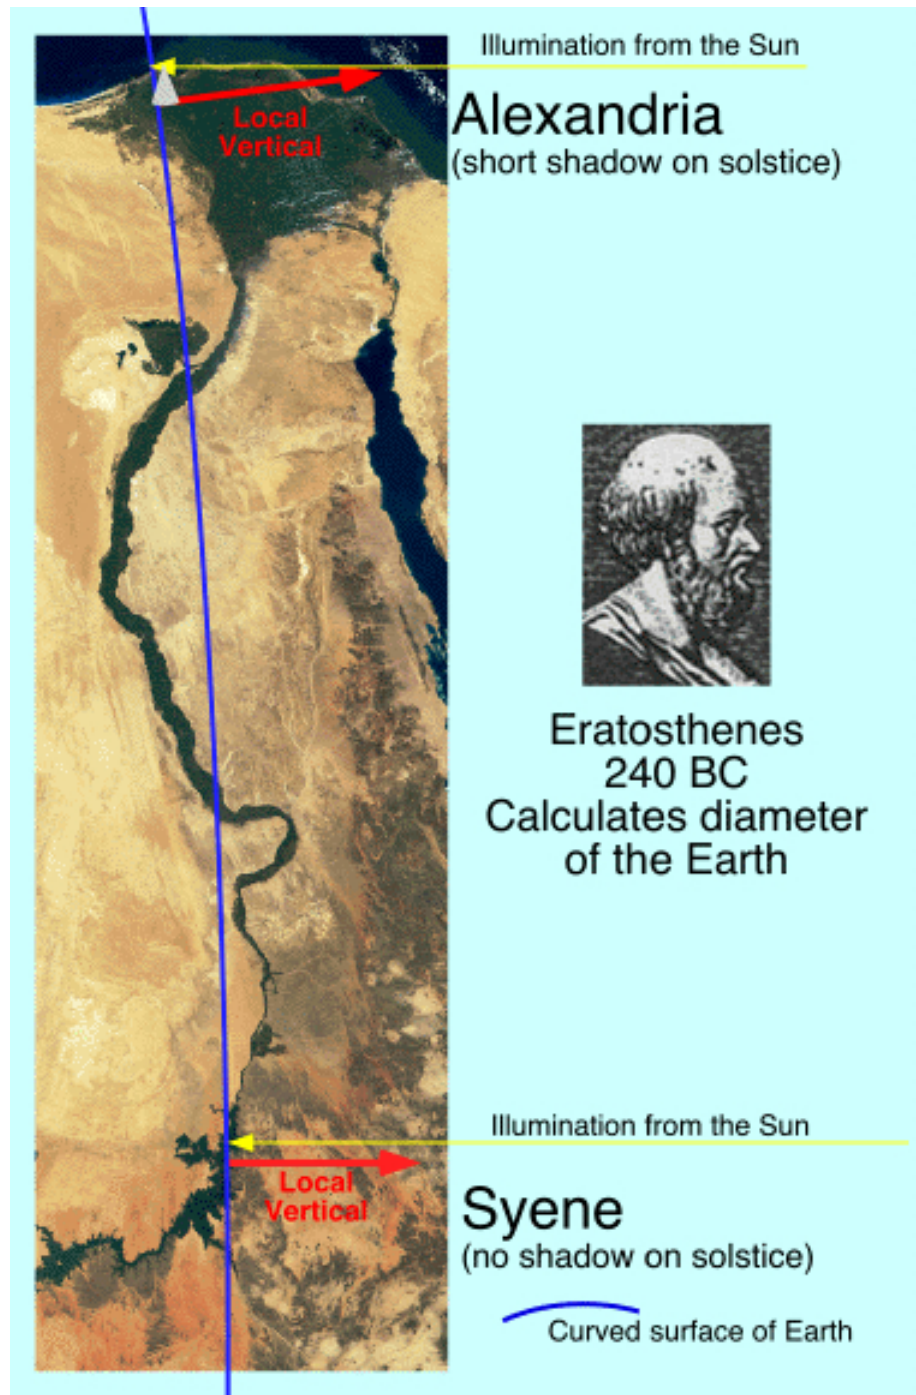 Illumination from the Sun
Local
Vertical
Alexandria
(short shadow on solstice)
Eratosthenes
240 BC
Calculates diameter
of the Earth
Illumination from the Sun
Local
Vertical
Syene
(no shadow on solstice)
Curved surface of Earth